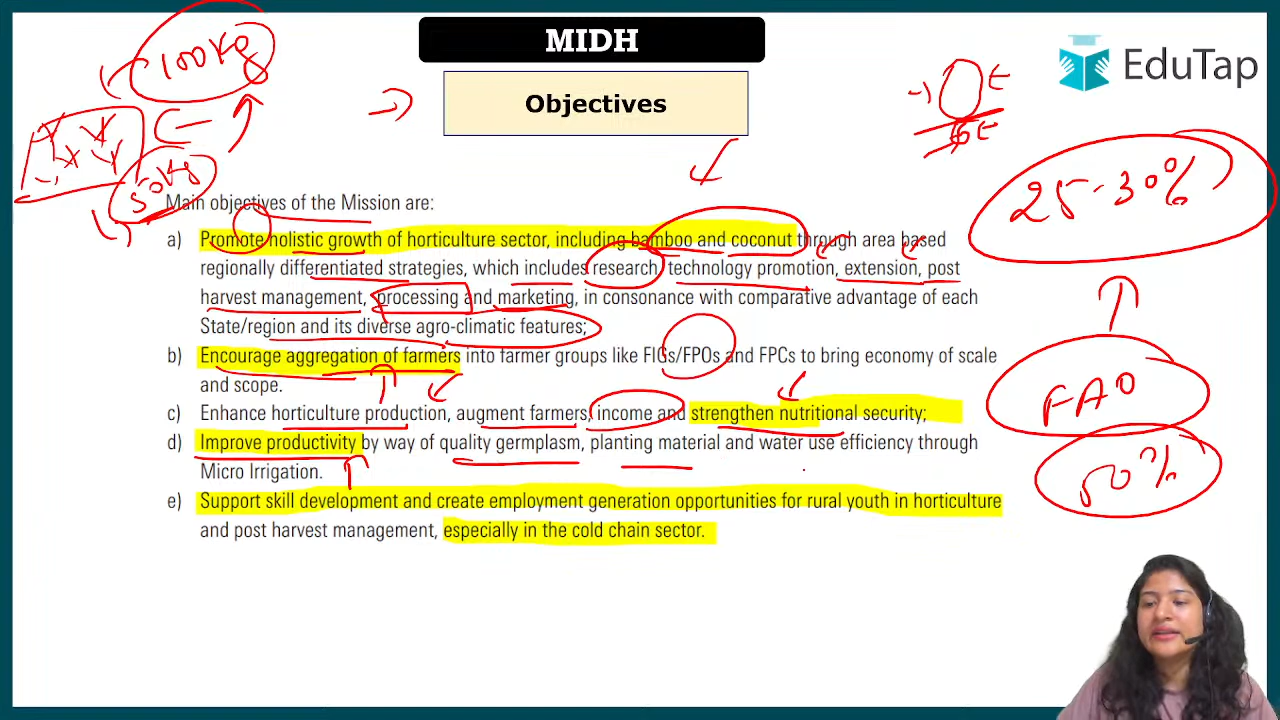 MIDH
EduTap
Objectives
100kg
50kg
25-30%
FAO
50%
Main objectives of the Mission are:
a) Promote holistic growth of horticulture sector, including bamboo and coconut through area based
regionally differentiated strategies, which includes research, technology promotion, extension, post
harvest management, processing and marketing, in consonance with comparative advantage of each
State/region and its diverse agro-climatic features;
b) Encourage aggregation of farmers into farmer groups like FIGs/FPOs and FPCs to bring economy of scale
and scope.
c) Enhance horticulture production, augment farmers, income and strengthen nutritional security;
d) Improve productivity by way of quality germplasm, planting material and water use efficiency through
Micro Irrigation.
e) Support skill development and create employment generation opportunities for rural youth in horticulture
and post harvest management, especially in the cold chain sector.